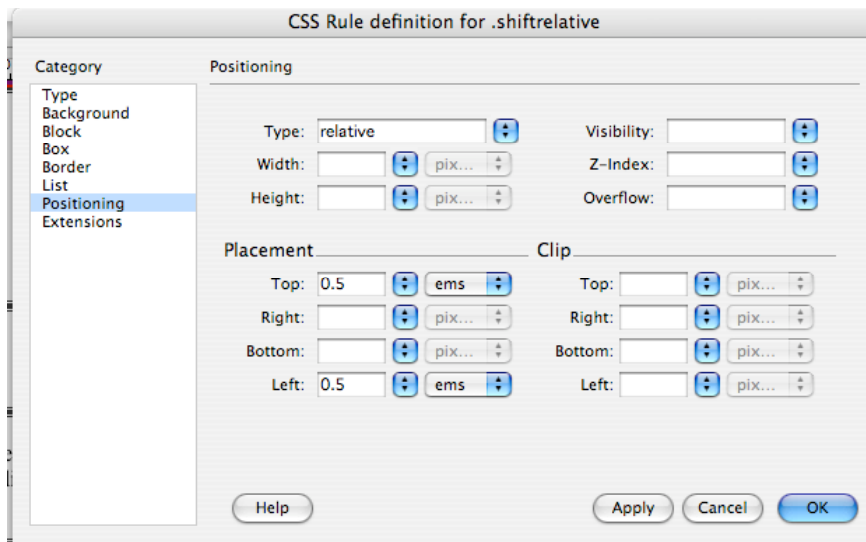 CSS Rule definition for .shiftrelative
Category
Positioning
Type
Background
Block
Box
Border
List
Positioning
Extensions
Type: relative
Visibility:
Width: pix...
Z-Index:
Height: pix...
Overflow:
Placement
Clip
Top: 0.5 ems
Top: pix...
Right: pix...
Right: pix...
Bottom: pix...
Bottom: pix...
Left: 0.5 ems
Left: pix...
Help
Apply
Cancel
OK